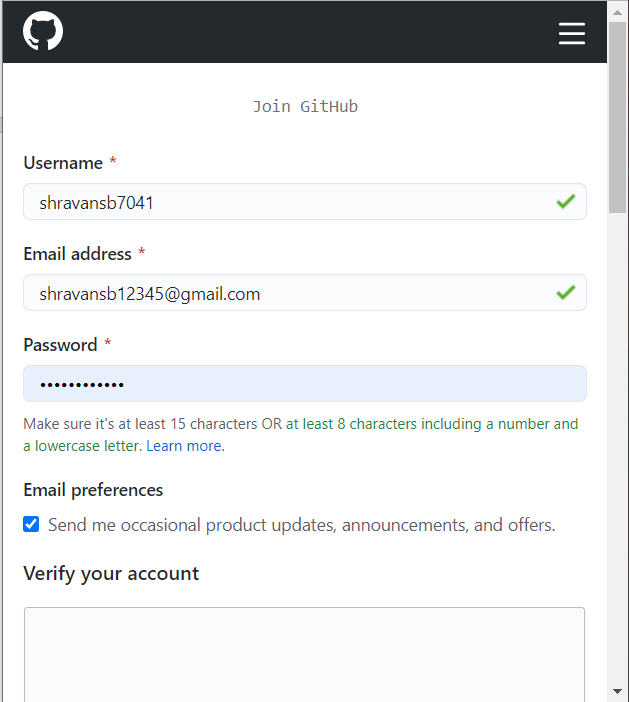 Join GitHub
Username *
shravansb7041
Email address *
shravansb12345@gmail.com
Password *
••••••••••••
Make sure it's at least 15 characters OR at least 8 characters including a number and
a lowercase letter. Learn more.
Email preferences
Send me occasional product updates, announcements, and offers.
Verify your account